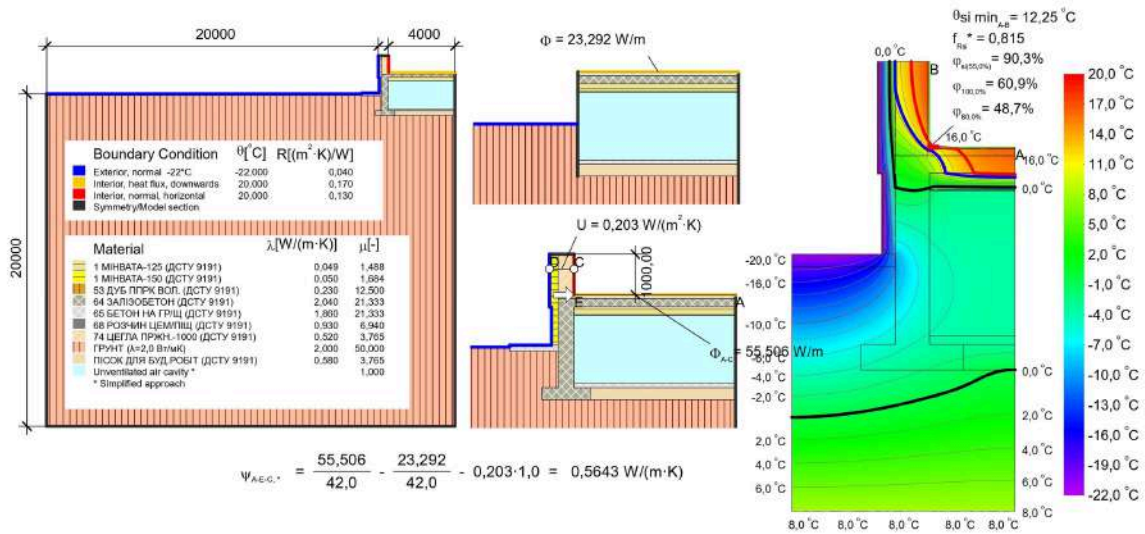 20000
4000
20000
Boundary Condition θ[°C] R[(m²·K)/W]
Exterior, normal -22°C -22,000 0,040
Interior, heat flux, downwards 20,000 0,170
Interior, normal, horizontal 20,000 0,130
Symmetry/Model section
Material λ[W/(m·K)] μ[-]
1 МІНВАТА-125 (ДСТУ 9191) 0,049 1,488
1 МІНВАТА-150 (ДСТУ 9191) 0,050 1,684
53 ДУБ ППРК ВОЛ. (ДСТУ 9191) 0,230 12,500
64 ЗАЛІЗОБЕТОН (ДСТУ 9191) 2,040 21,333
65 БЕТОН НА ГР/Щ (ДСТУ 9191) 1,860 21,333
68 РОЗЧИН ЦЕМ/ПІЩ (ДСТУ 9191) 0,930 6,940
74 ЦЕГЛА ПРЖН.-1600 (ДСТУ 9191) 0,520 3,765
ҐРУНТ (λ=2,0 Вт/мК) 2,000 50,000
ПІСОК ДЛЯ БУД.РОБІТ (ДСТУ 9191) 0,580 3,765
Unventilated air cavity * 1,000
* Simplified approach
Φ = 23,292 W/m
U = 0,203 W/(m²·K)
D
C
1000,00
E
A
Φ A-C = 55,506 W/m
ψ A-E-C, * = 55,506 / 42,0 - 23,292 / 42,0 - 0,203·1,0 = 0,5643 W/(m·K)
θsi min A-B = 12,25 °C
f Rsi * = 0,815
φ si(55,0%) = 90,3%
φ 100,0% = 60,9%
φ 80,0% = 48,7%
0,0 °C
B
16,0 °C
A
16,0 °C
0,0 °C
-20,0 °C
-16,0 °C
-10,0 °C
-6,0 °C
-4,0 °C
-2,0 °C
0,0 °C
2,0 °C
4,0 °C
6,0 °C
2,0 °C
4,0 °C
6,0 °C
8,0 °C
8,0 °C 8,0 °C 8,0 °C 8,0 °C
20,0 °C
17,0 °C
14,0 °C
11,0 °C
8,0 °C
5,0 °C
2,0 °C
-1,0 °C
-4,0 °C
-7,0 °C
-10,0 °C
-13,0 °C
-16,0 °C
-19,0 °C
-22,0 °C